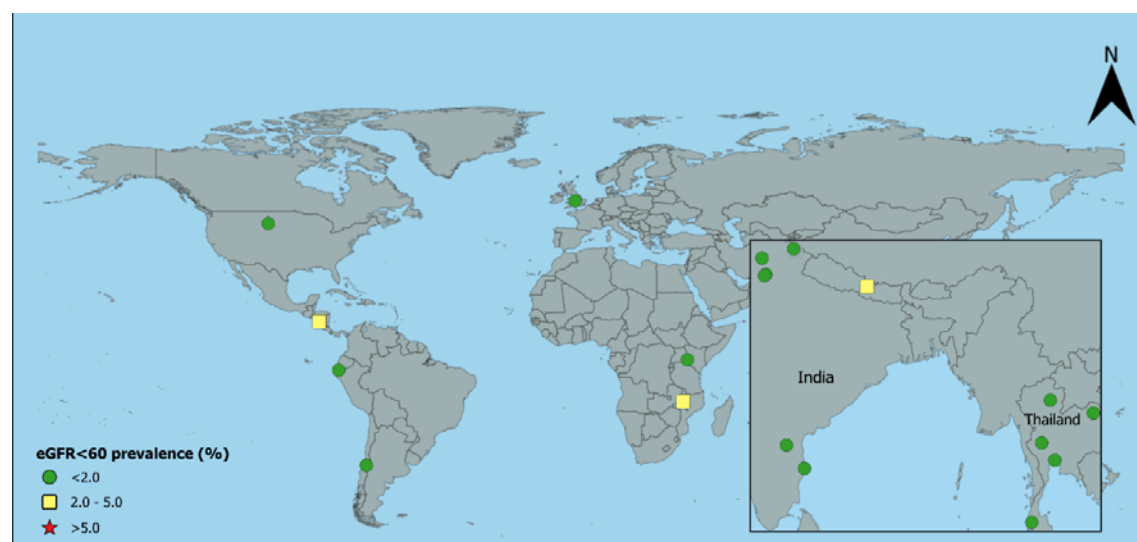 N
India
Thailand
eGFR<60 prevalence (%)
<2.0
2.0 - 5.0
>5.0